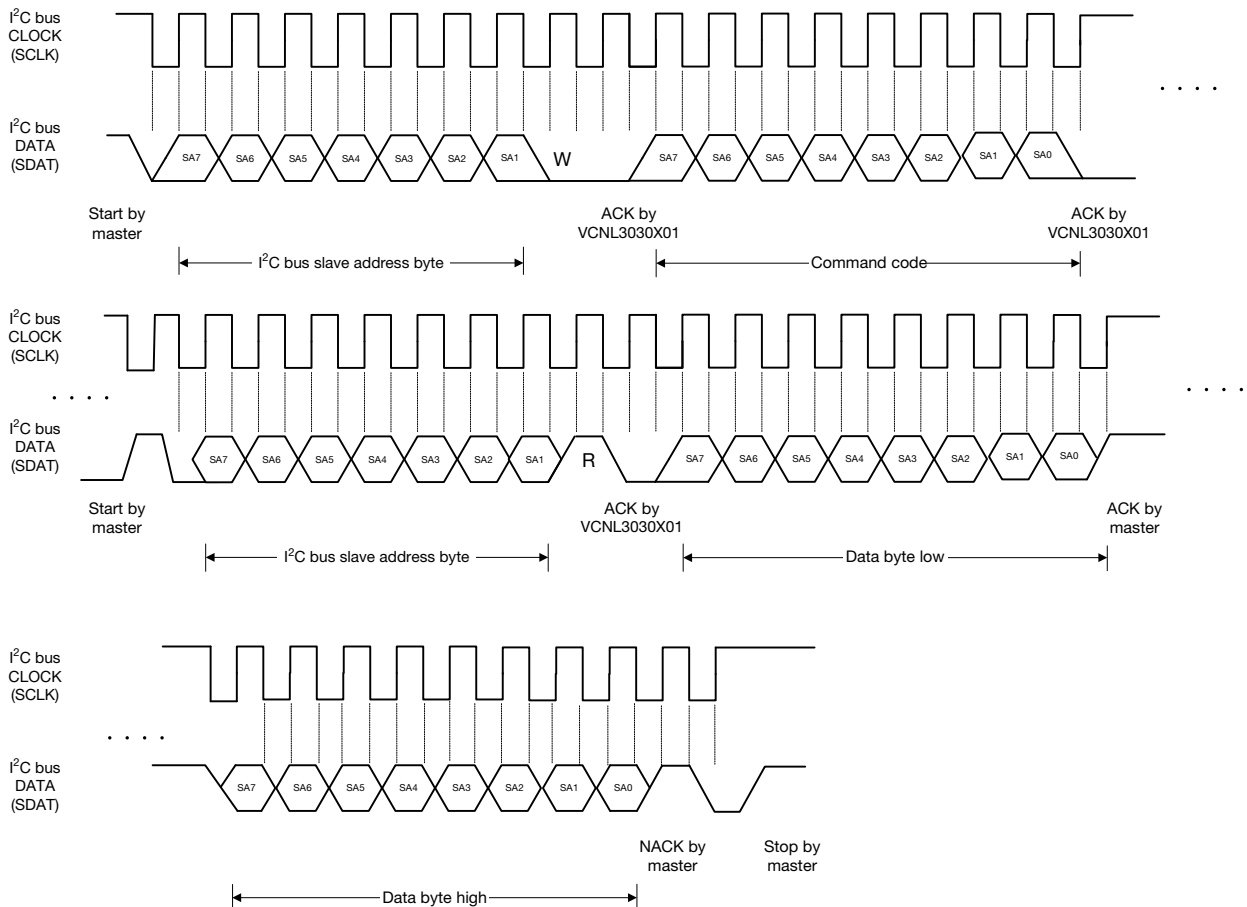 I²C bus
CLOCK
(SCLK)
. . . .
I²C bus
DATA
(SDAT)
SA7 SA6 SA5 SA4 SA3 SA2 SA1 W SA7 SA6 SA5 SA4 SA3 SA2 SA1 SA0
Start by
master
ACK by
VCNL3030X01
ACK by
VCNL3030X01
I²C bus slave address byte
Command code
I²C bus
CLOCK
(SCLK)
. . . .
. . . .
I²C bus
DATA
(SDAT)
SA7 SA6 SA5 SA4 SA3 SA2 SA1 R SA7 SA6 SA5 SA4 SA3 SA2 SA1 SA0
Start by
master
ACK by
VCNL3030X01
ACK by
master
I²C bus slave address byte
Data byte low
I²C bus
CLOCK
(SCLK)
. . . .
I²C bus
DATA
(SDAT)
SA7 SA6 SA5 SA4 SA3 SA2 SA1 SA0
NACK by
master
Stop by
master
Data byte high